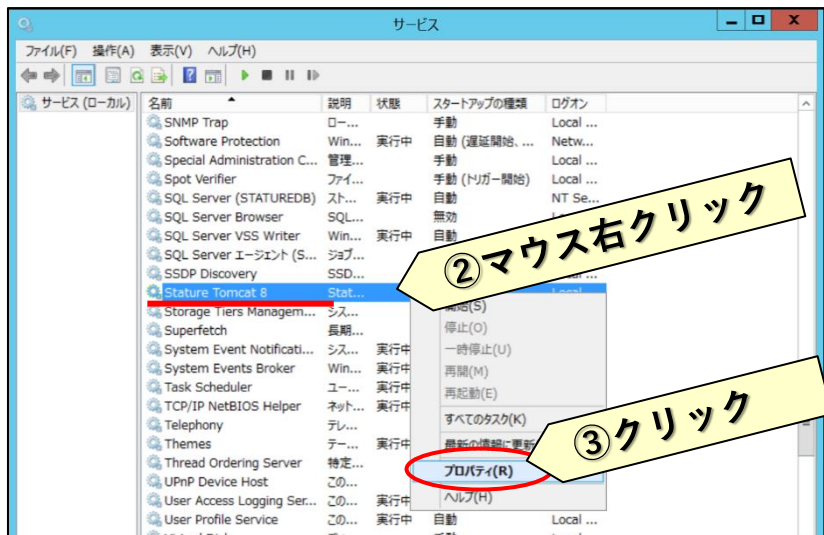 サービス
ファイル(F) 操作(A) 表示(V) ヘルプ(H)
サービス (ローカル)
名前 説明 状態 スタートアップの種類 ログオン
SNMP Trap ロー... 手動 Local ...
Software Protection Win... 実行中 自動 (遅延開始、... Netw...
Special Administration C... 管理... 手動 Local ...
Spot Verifier ファイ... 手動 (トリガー開始) Local ...
SQL Server (STATUREDB) スト... 実行中 自動 NT Se...
SQL Server Browser SQL... 無効
SQL Server VSS Writer Win... 実行中 自動
SQL Server エージェント (S... ジョブ...
SSDP Discovery SSD...
Stature Tomcat 8 Stat...
Storage Tiers Managem... シス...
Superfetch 長期...
System Event Notificati... シス... 実行中
System Events Broker Win... 実行中
Task Scheduler ユー... 実行中
TCP/IP NetBIOS Helper ネット... 実行中
Telephony テレ...
Themes テー... 実行中
Thread Ordering Server 特定...
UPnP Device Host この...
User Access Logging Ser... この... 実行中
User Profile Service この... 実行中 自動 Local ...
②マウス右クリック
開始(S)
停止(O)
一時停止(U)
再開(M)
再起動(E)
すべてのタスク(K)
最新の情報に更新
プロパティ(R)
ヘルプ(H)
③クリック